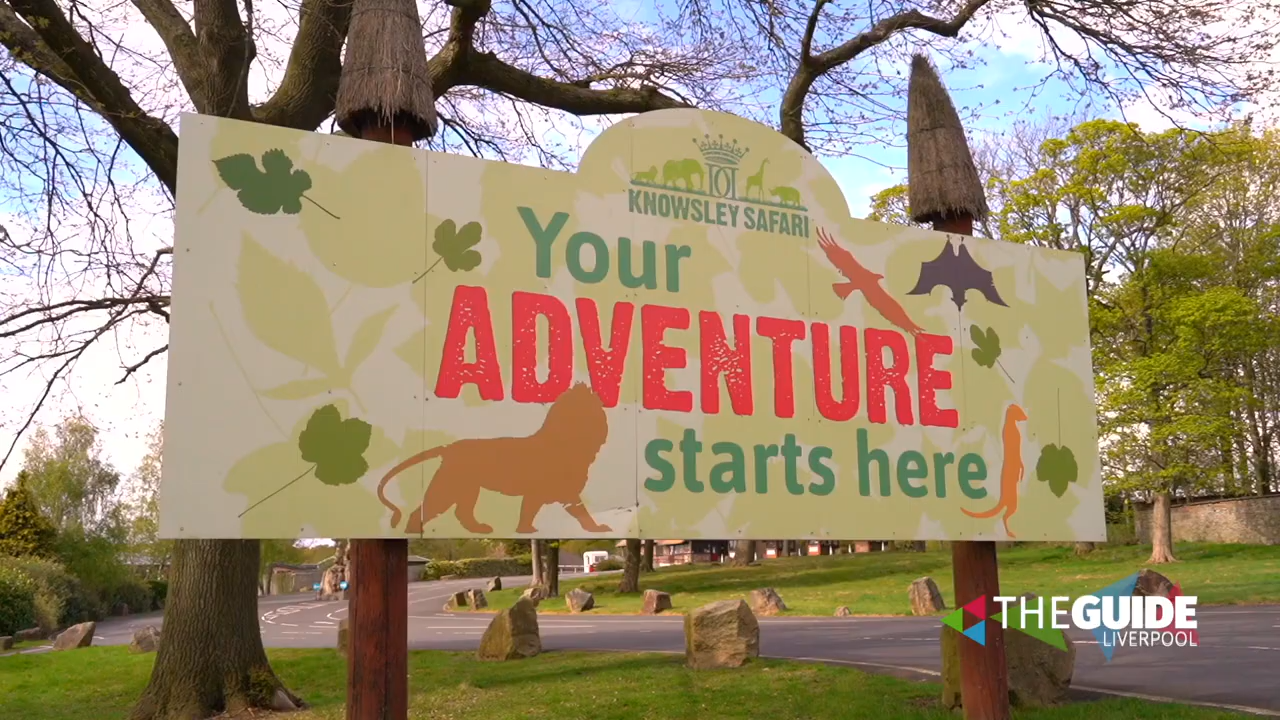 KNOWSLEY SAFARI
Your
ADVENTURE
starts here
THEGUIDE
LIVERPOOL